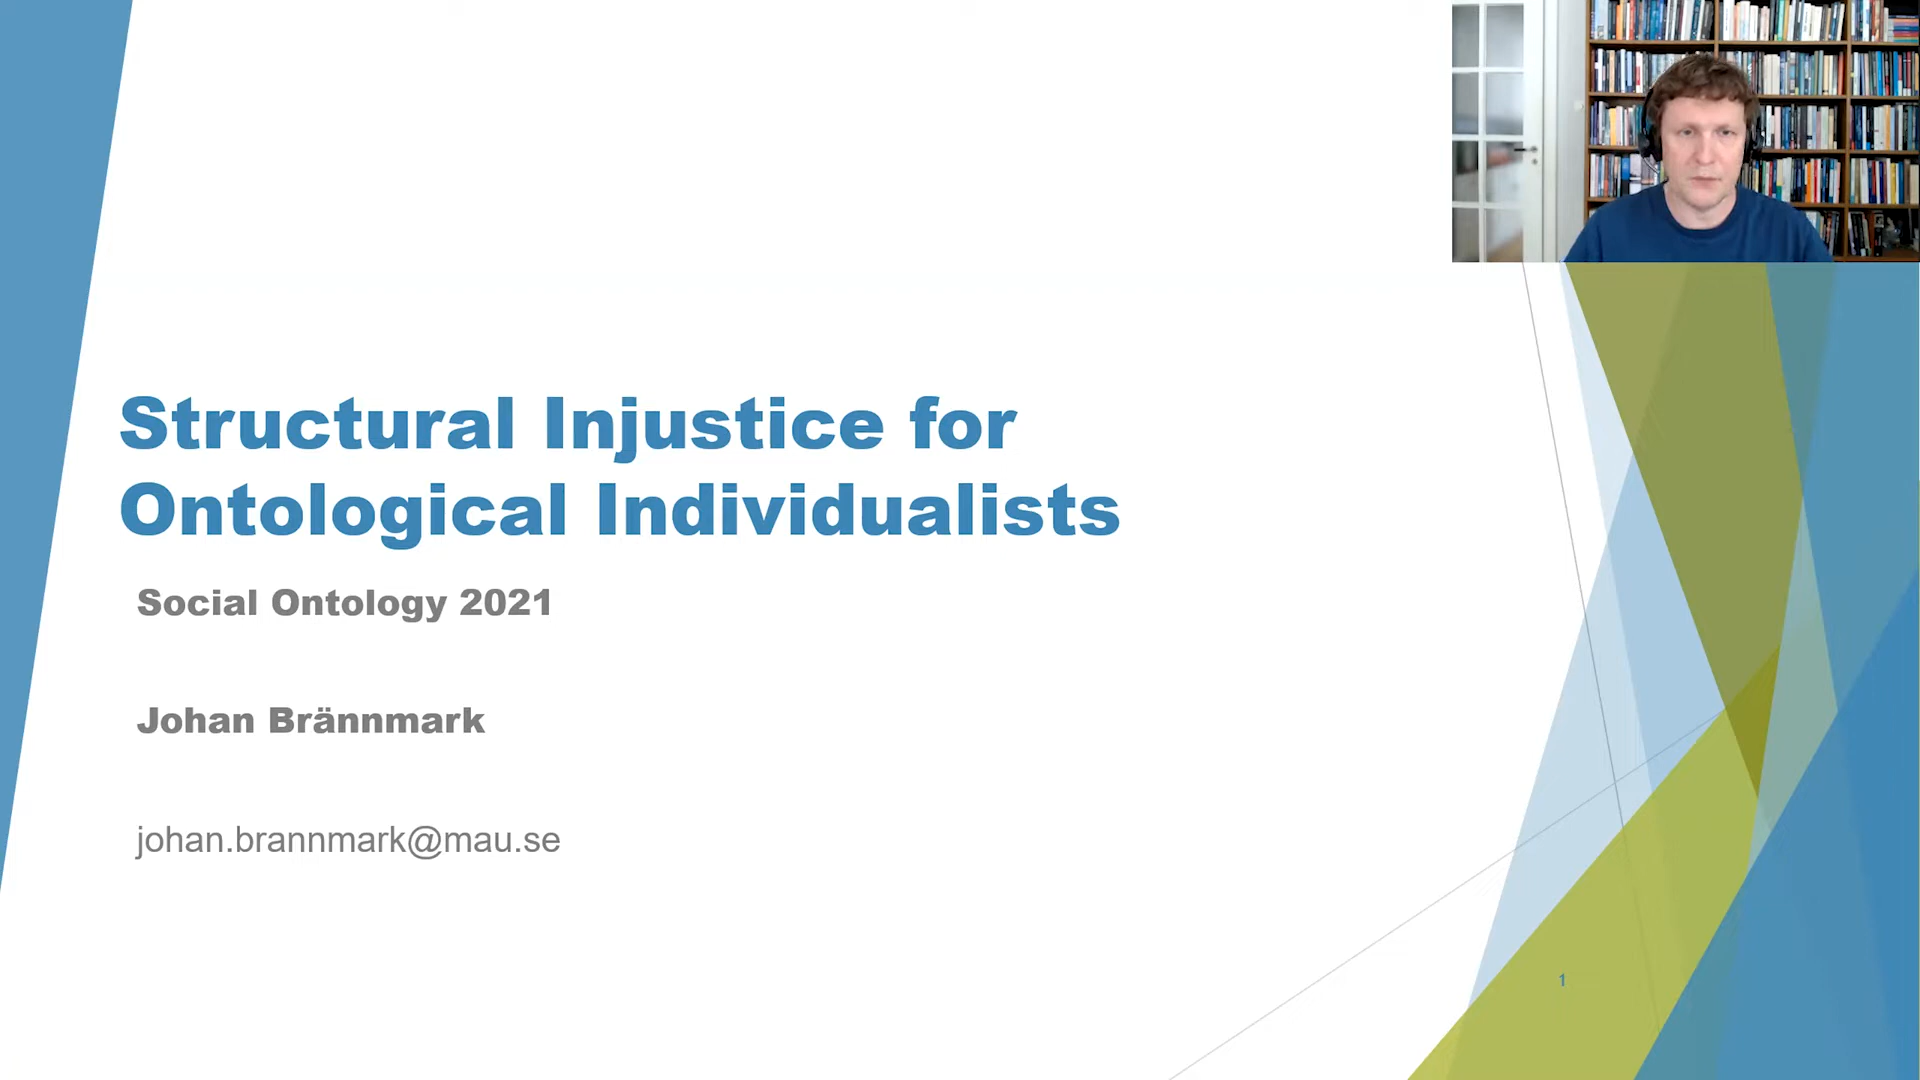 Structural Injustice for
Ontological Individualists
Social Ontology 2021
Johan Brännmark
johan.brannmark@mau.se
1